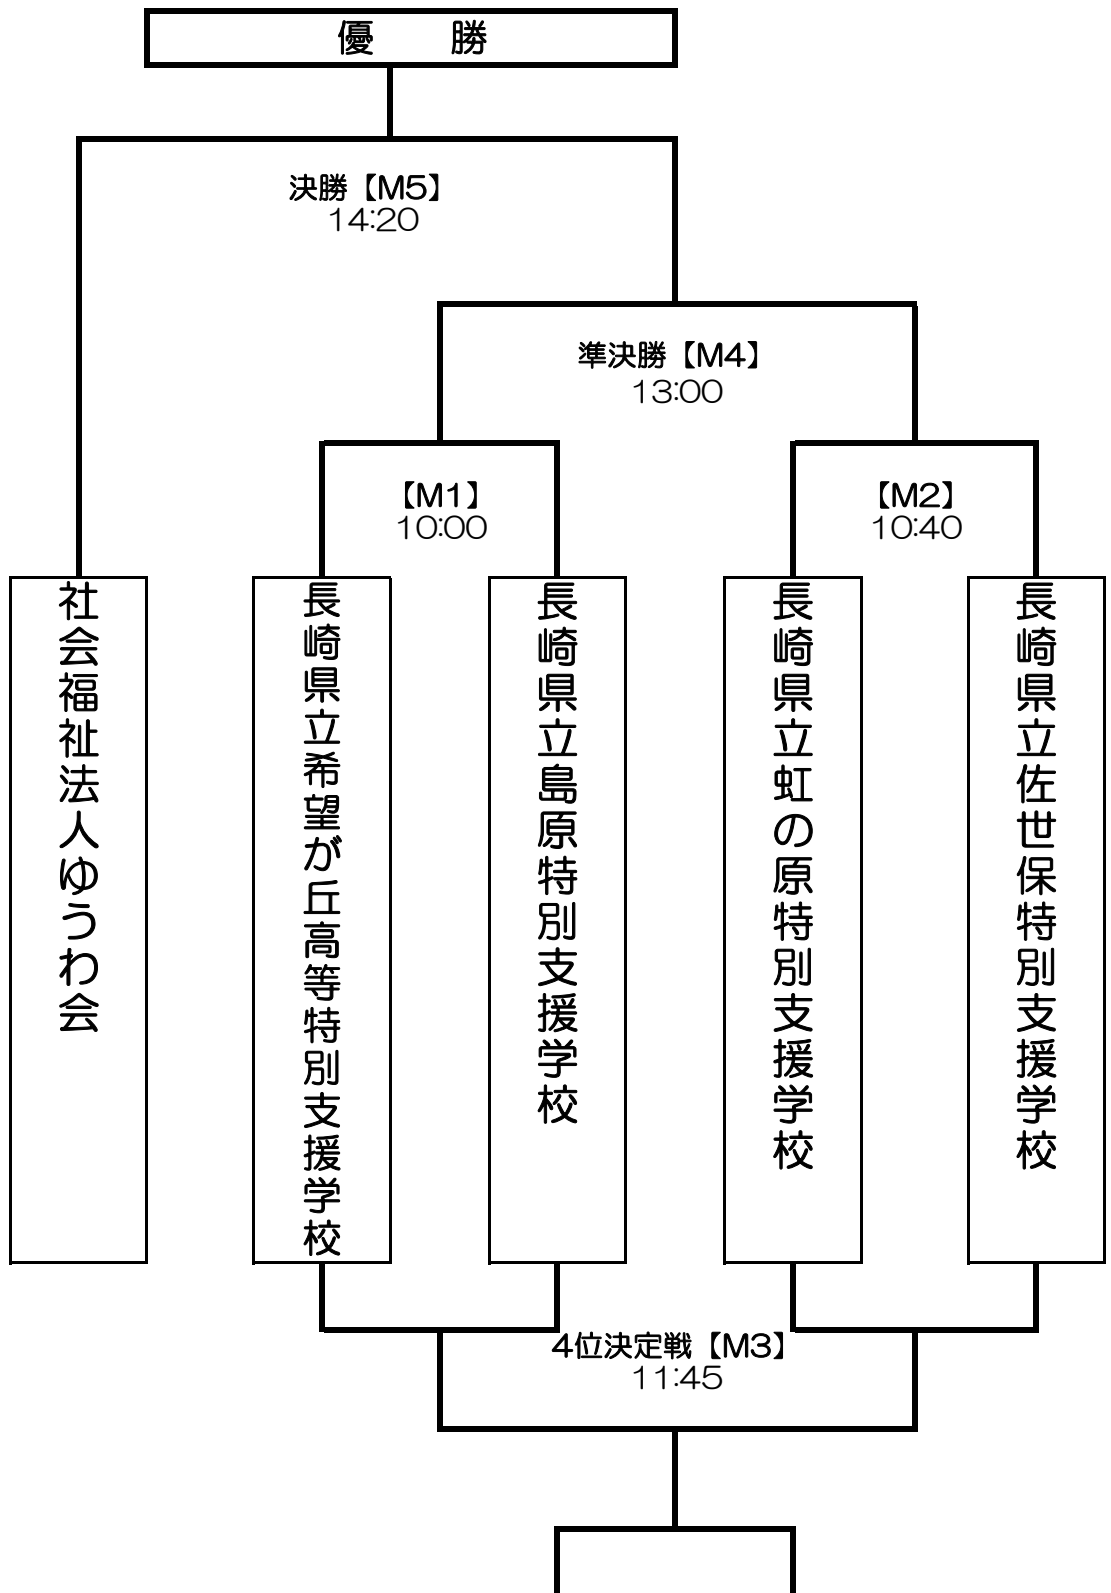 優　勝
決勝【M5】
14:20
準決勝【M4】
13:00
【M1】
10:00
【M2】
10:40
社会福祉法人ゆうわ会
長崎県立希望が丘高等特別支援学校
長崎県立島原特別支援学校
長崎県立虹の原特別支援学校
長崎県立佐世保特別支援学校
4位決定戦【M3】
11:45